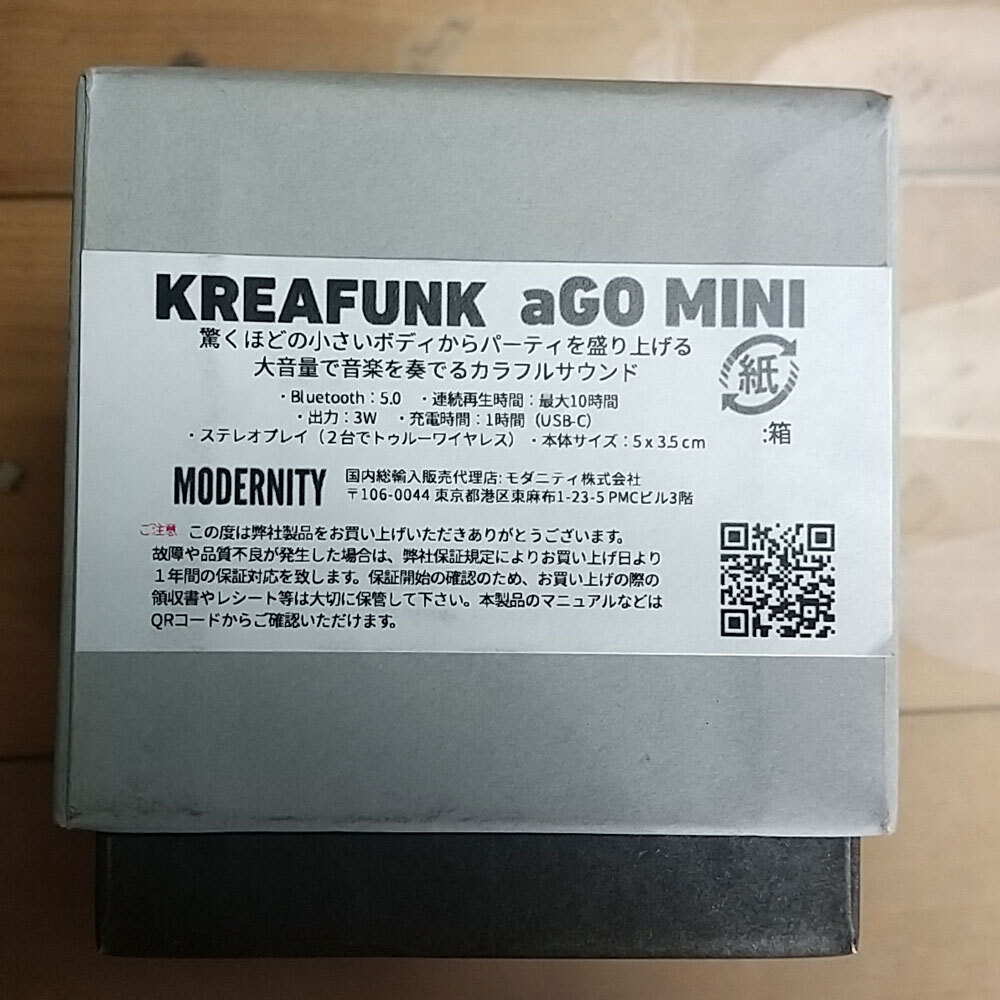 KREAFUNK aGO MINI
驚くほどの小さいボディからパーティを盛り上げる
大音量で音楽を奏でるカラフルサウンド
・Bluetooth：5.0 ・連続再生時間：最大10時間
・出力：3W ・充電時間：1時間（USB-C）
・ステレオプレイ（２台でトゥルーワイヤレス）・本体サイズ：5 x 3.5 cm
紙
:箱
MODERNITY
国内総輸入販売代理店: モダニティ株式会社
〒106-0044 東京都港区東麻布1-23-5 PMCビル3階
ご注意 この度は弊社製品をお買い上げいただきありがとうございます。
故障や品質不良が発生した場合は、弊社保証規定によりお買い上げ日より
１年間の保証対応を致します。保証開始の確認のため、お買い上げの際の
領収書やレシート等は大切に保管して下さい。本製品のマニュアルなどは
QRコードからご確認いただけます。